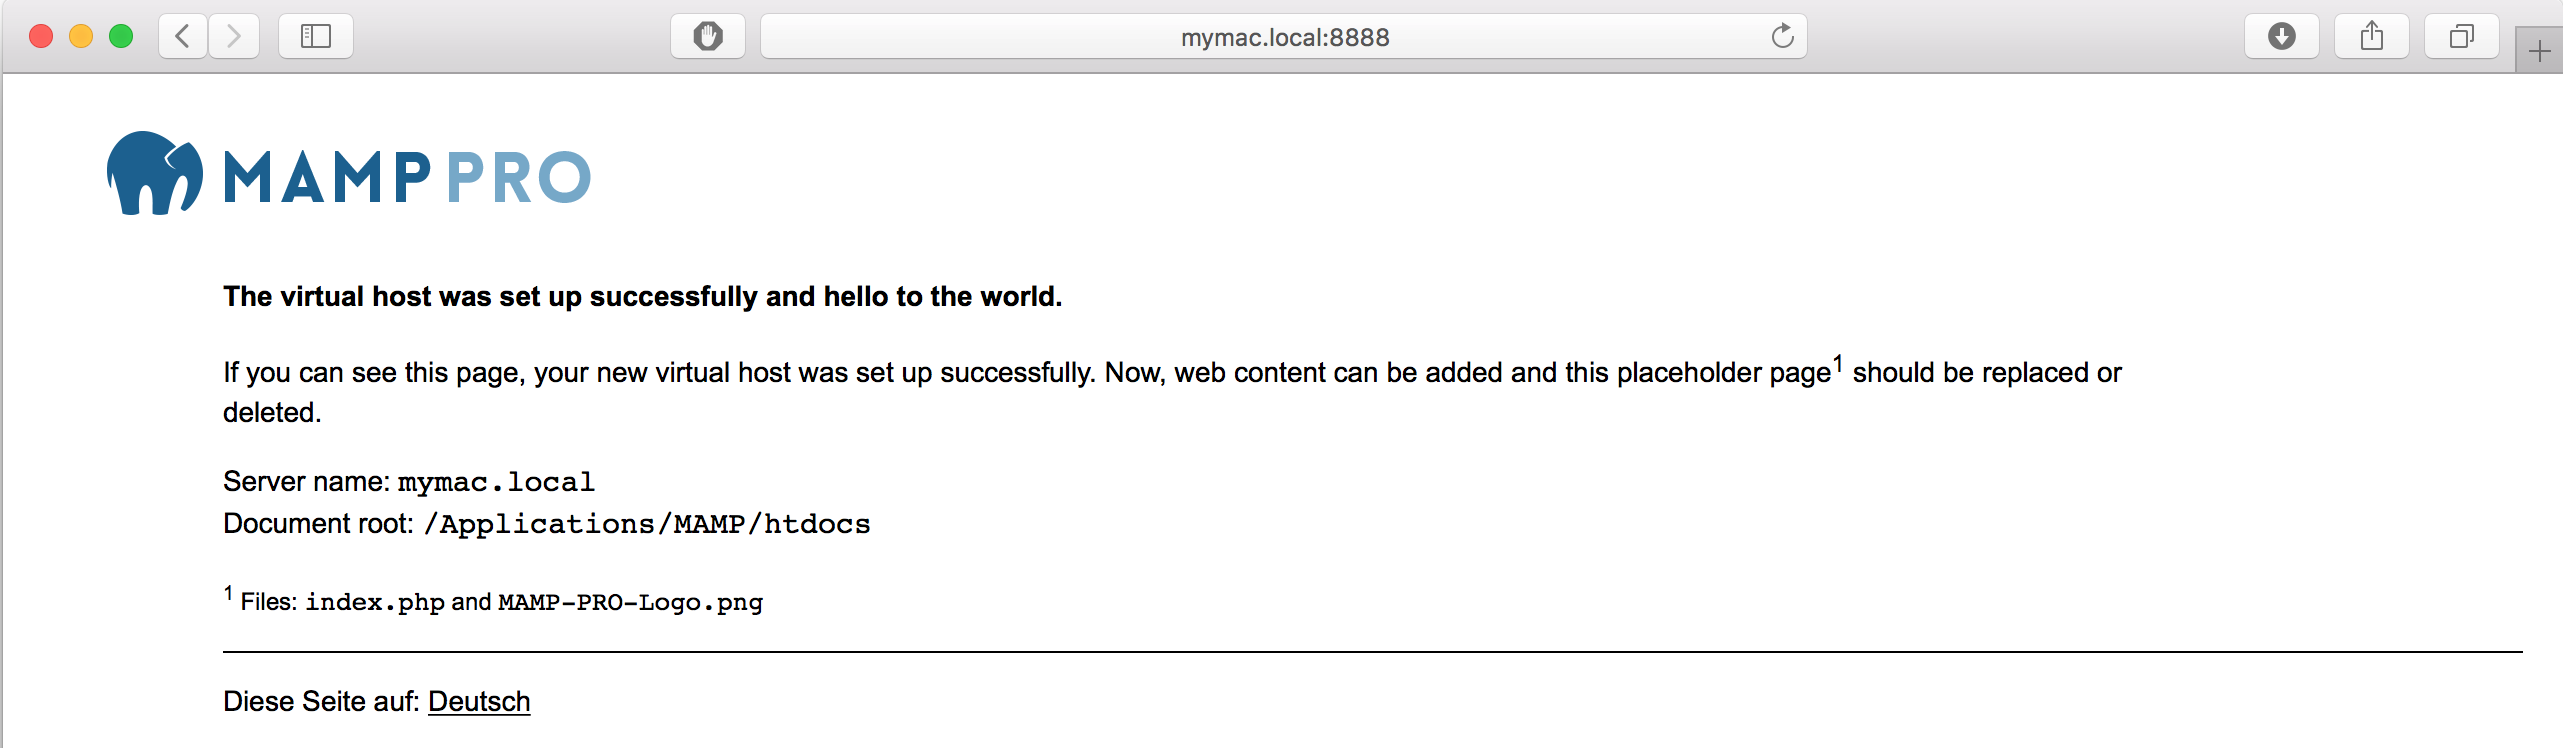 mymac.local:8888
MAMP PRO
The virtual host was set up successfully and hello to the world.
If you can see this page, your new virtual host was set up successfully. Now, web content can be added and this placeholder page1 should be replaced or
deleted.
Server name: mymac.local
Document root: /Applications/MAMP/htdocs
1 Files: index.php and MAMP-PRO-Logo.png
Diese Seite auf: Deutsch